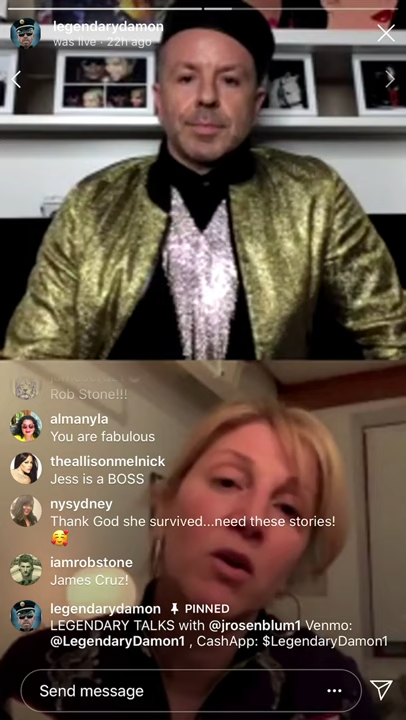 legendarydamon
was live · 22h ago
Rob Stone!!!
almanyla
You are fabulous
theallisonmelnick
Jess is a BOSS
nysydney
Thank God she survived...need these stories!
🥰
iamrobstone
James Cruz!
legendarydamon PINNED
LEGENDARY TALKS with @jrosenblum1 Venmo:
@LegendaryDamon1 , CashApp: $LegendaryDamon1
Send message